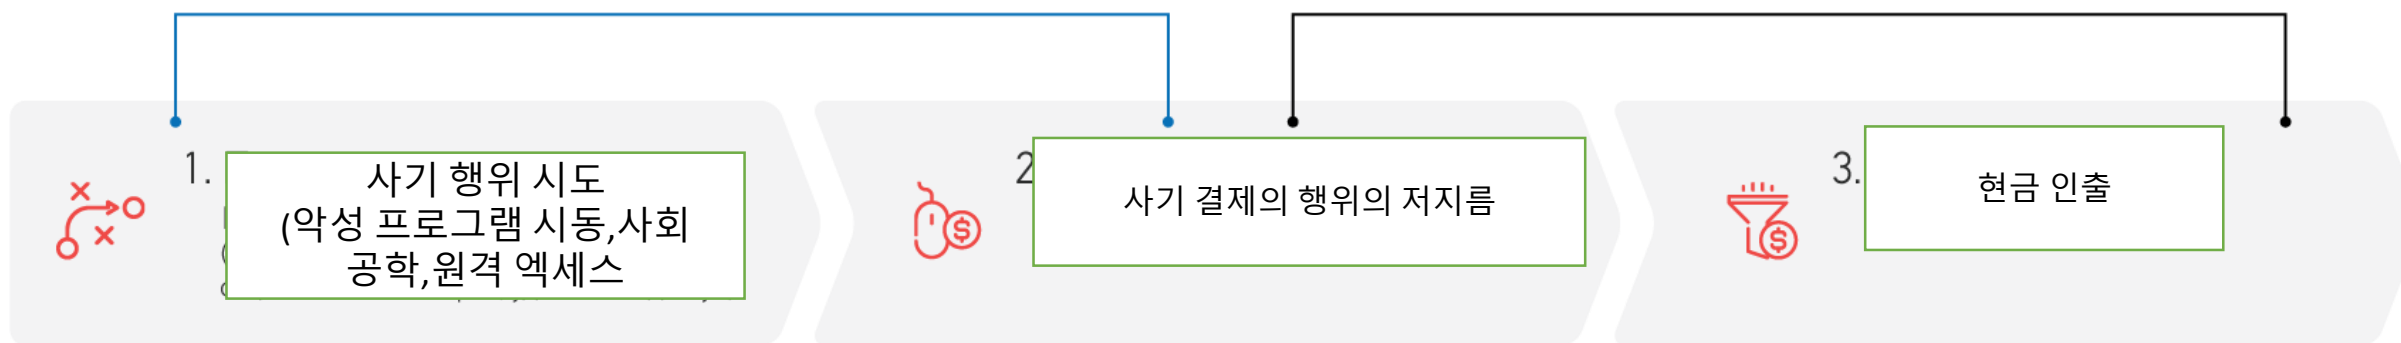 1.
사기 행위 시도
(악성 프로그램 시동,사회
공학,원격 엑세스
2
사기 결제의 행위의 저지름
3.
현금 인출